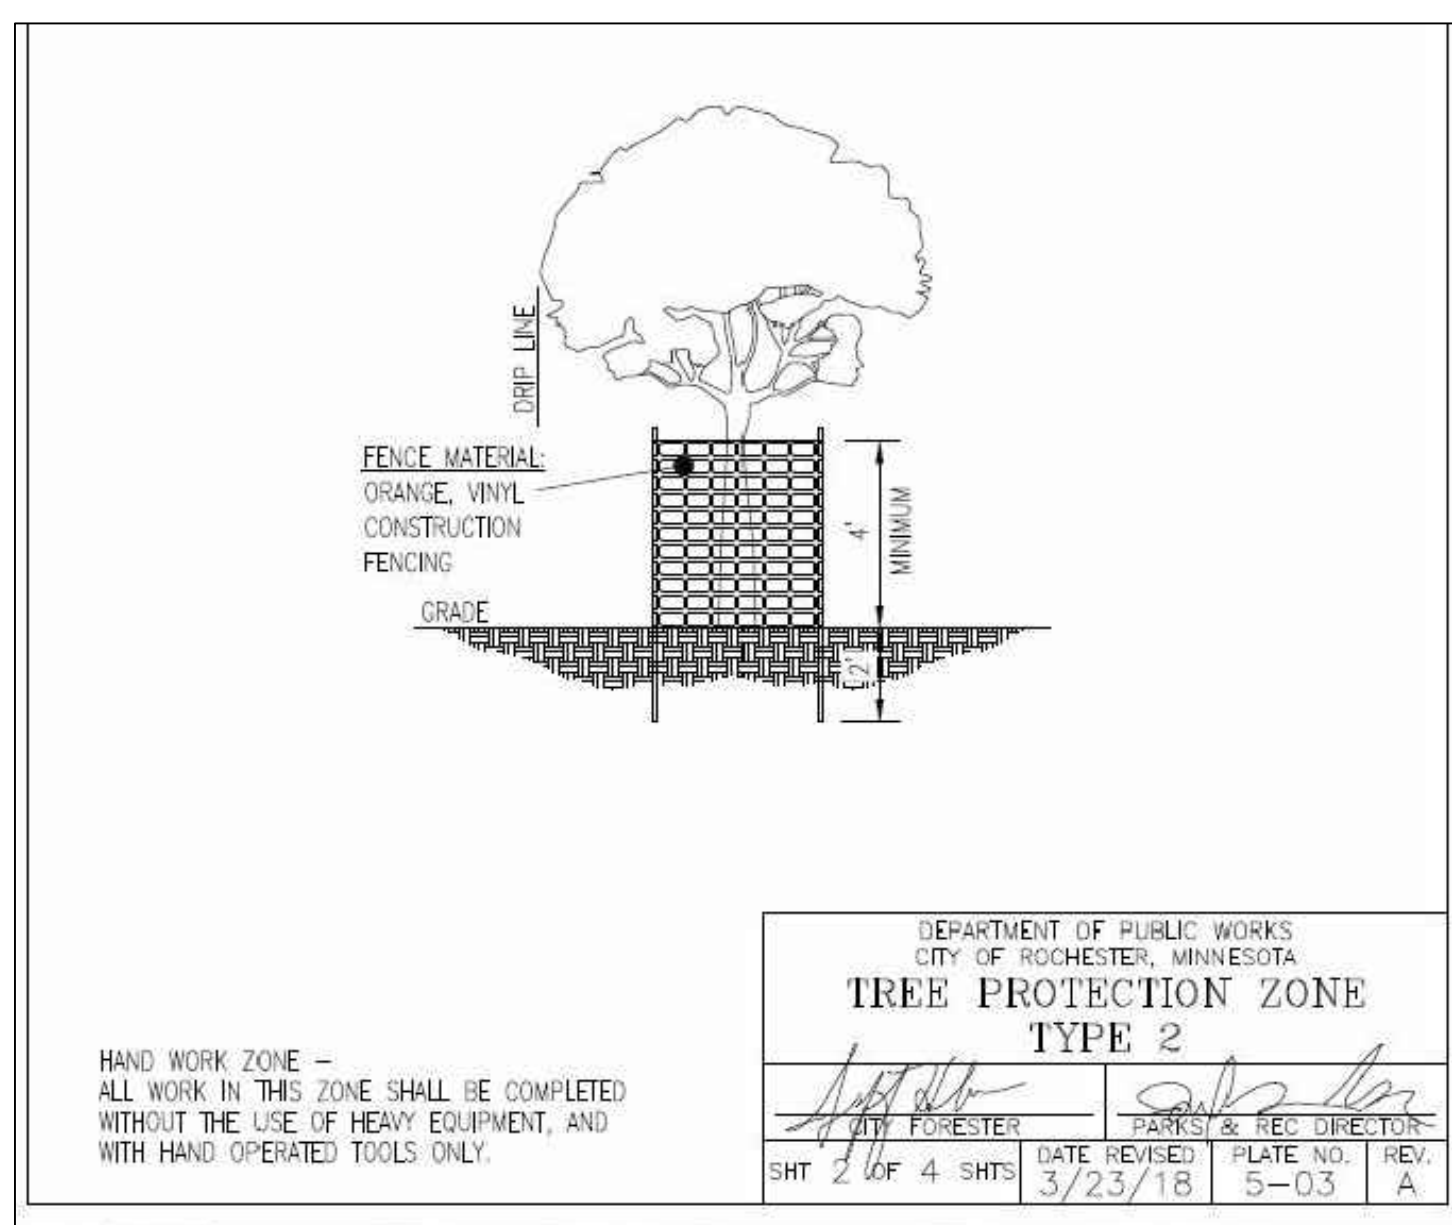 DRIP LINE
FENCE MATERIAL:
ORANGE, VINYL
CONSTRUCTION
FENCING
4'
MINIMUM
GRADE
2'
HAND WORK ZONE –
ALL WORK IN THIS ZONE SHALL BE COMPLETED
WITHOUT THE USE OF HEAVY EQUIPMENT, AND
WITH HAND OPERATED TOOLS ONLY.
DEPARTMENT OF PUBLIC WORKS
CITY OF ROCHESTER, MINNESOTA
TREE PROTECTION ZONE
TYPE 2
CITY FORESTER
PARKS & REC DIRECTOR
SHT 2 OF 4 SHTS
DATE REVISED
3/23/18
PLATE NO.
5–03
REV.
A